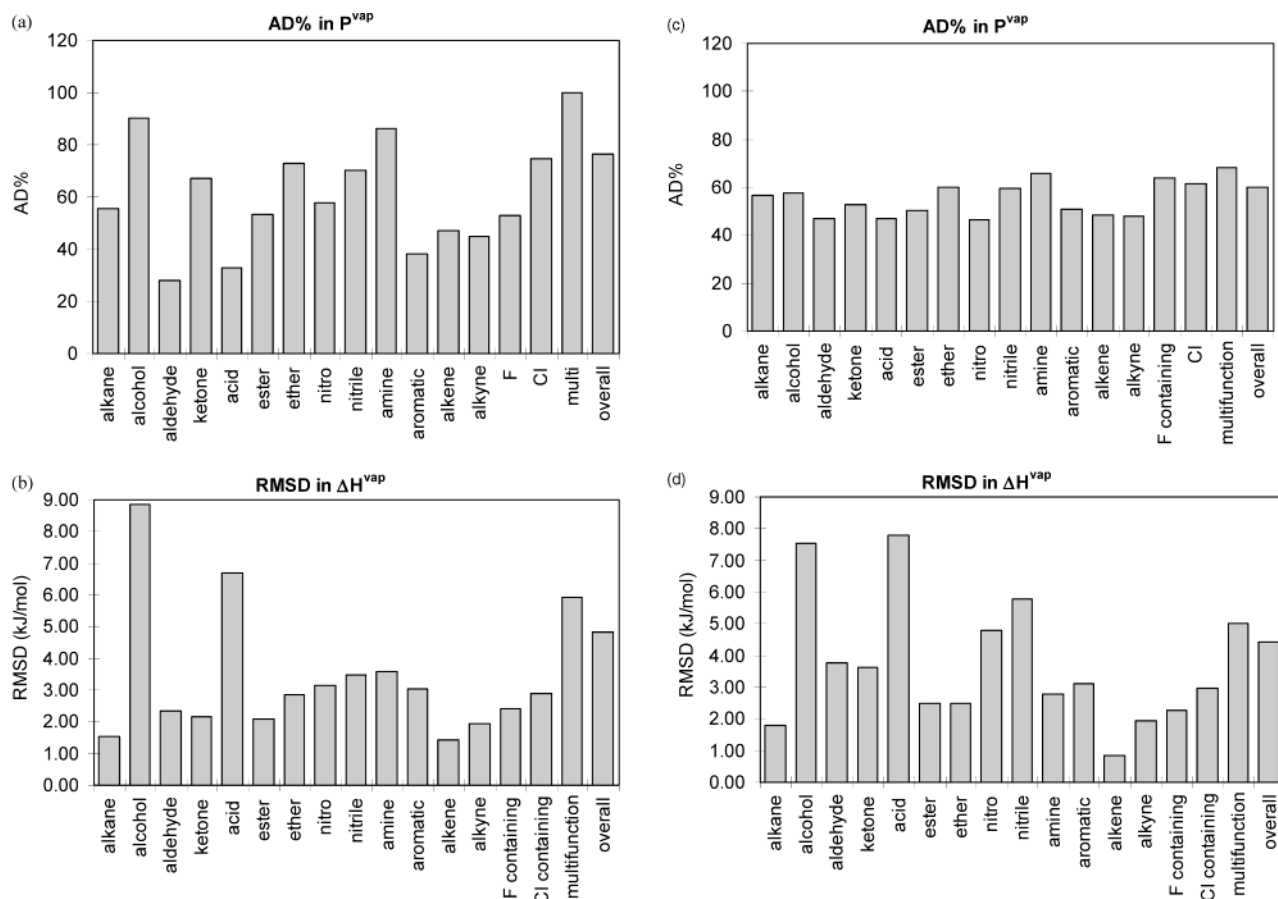 (a)
AD% in P^vap
120
100
80
60
40
20
0
AD%
alkane
alcohol
aldehyde
ketone
acid
ester
ether
nitro
nitrile
amine
aromatic
alkene
alkyne
F
Cl
multi
overall
(b)
RMSD in ΔH^vap
9.00
8.00
7.00
6.00
5.00
4.00
3.00
2.00
1.00
0.00
RMSD (kJ/mol)
alkane
alcohol
aldehyde
ketone
acid
ester
ether
nitro
nitrile
amine
aromatic
alkene
alkyne
F containing
Cl containing
multifunction
overall
(c)
AD% in P^vap
120
100
80
60
40
20
0
AD%
alkane
alcohol
aldehyde
ketone
acid
ester
ether
nitro
nitrile
amine
aromatic
alkene
alkyne
F containing
Cl
multifunction
overall
(d)
RMSD in ΔH^vap
9.00
8.00
7.00
6.00
5.00
4.00
3.00
2.00
1.00
0.00
RMSD (kJ/mol)
alkane
alcohol
aldehyde
ketone
acid
ester
ether
nitro
nitrile
amine
aromatic
alkene
alkyne
F containing
Cl containing
multifunction
overall